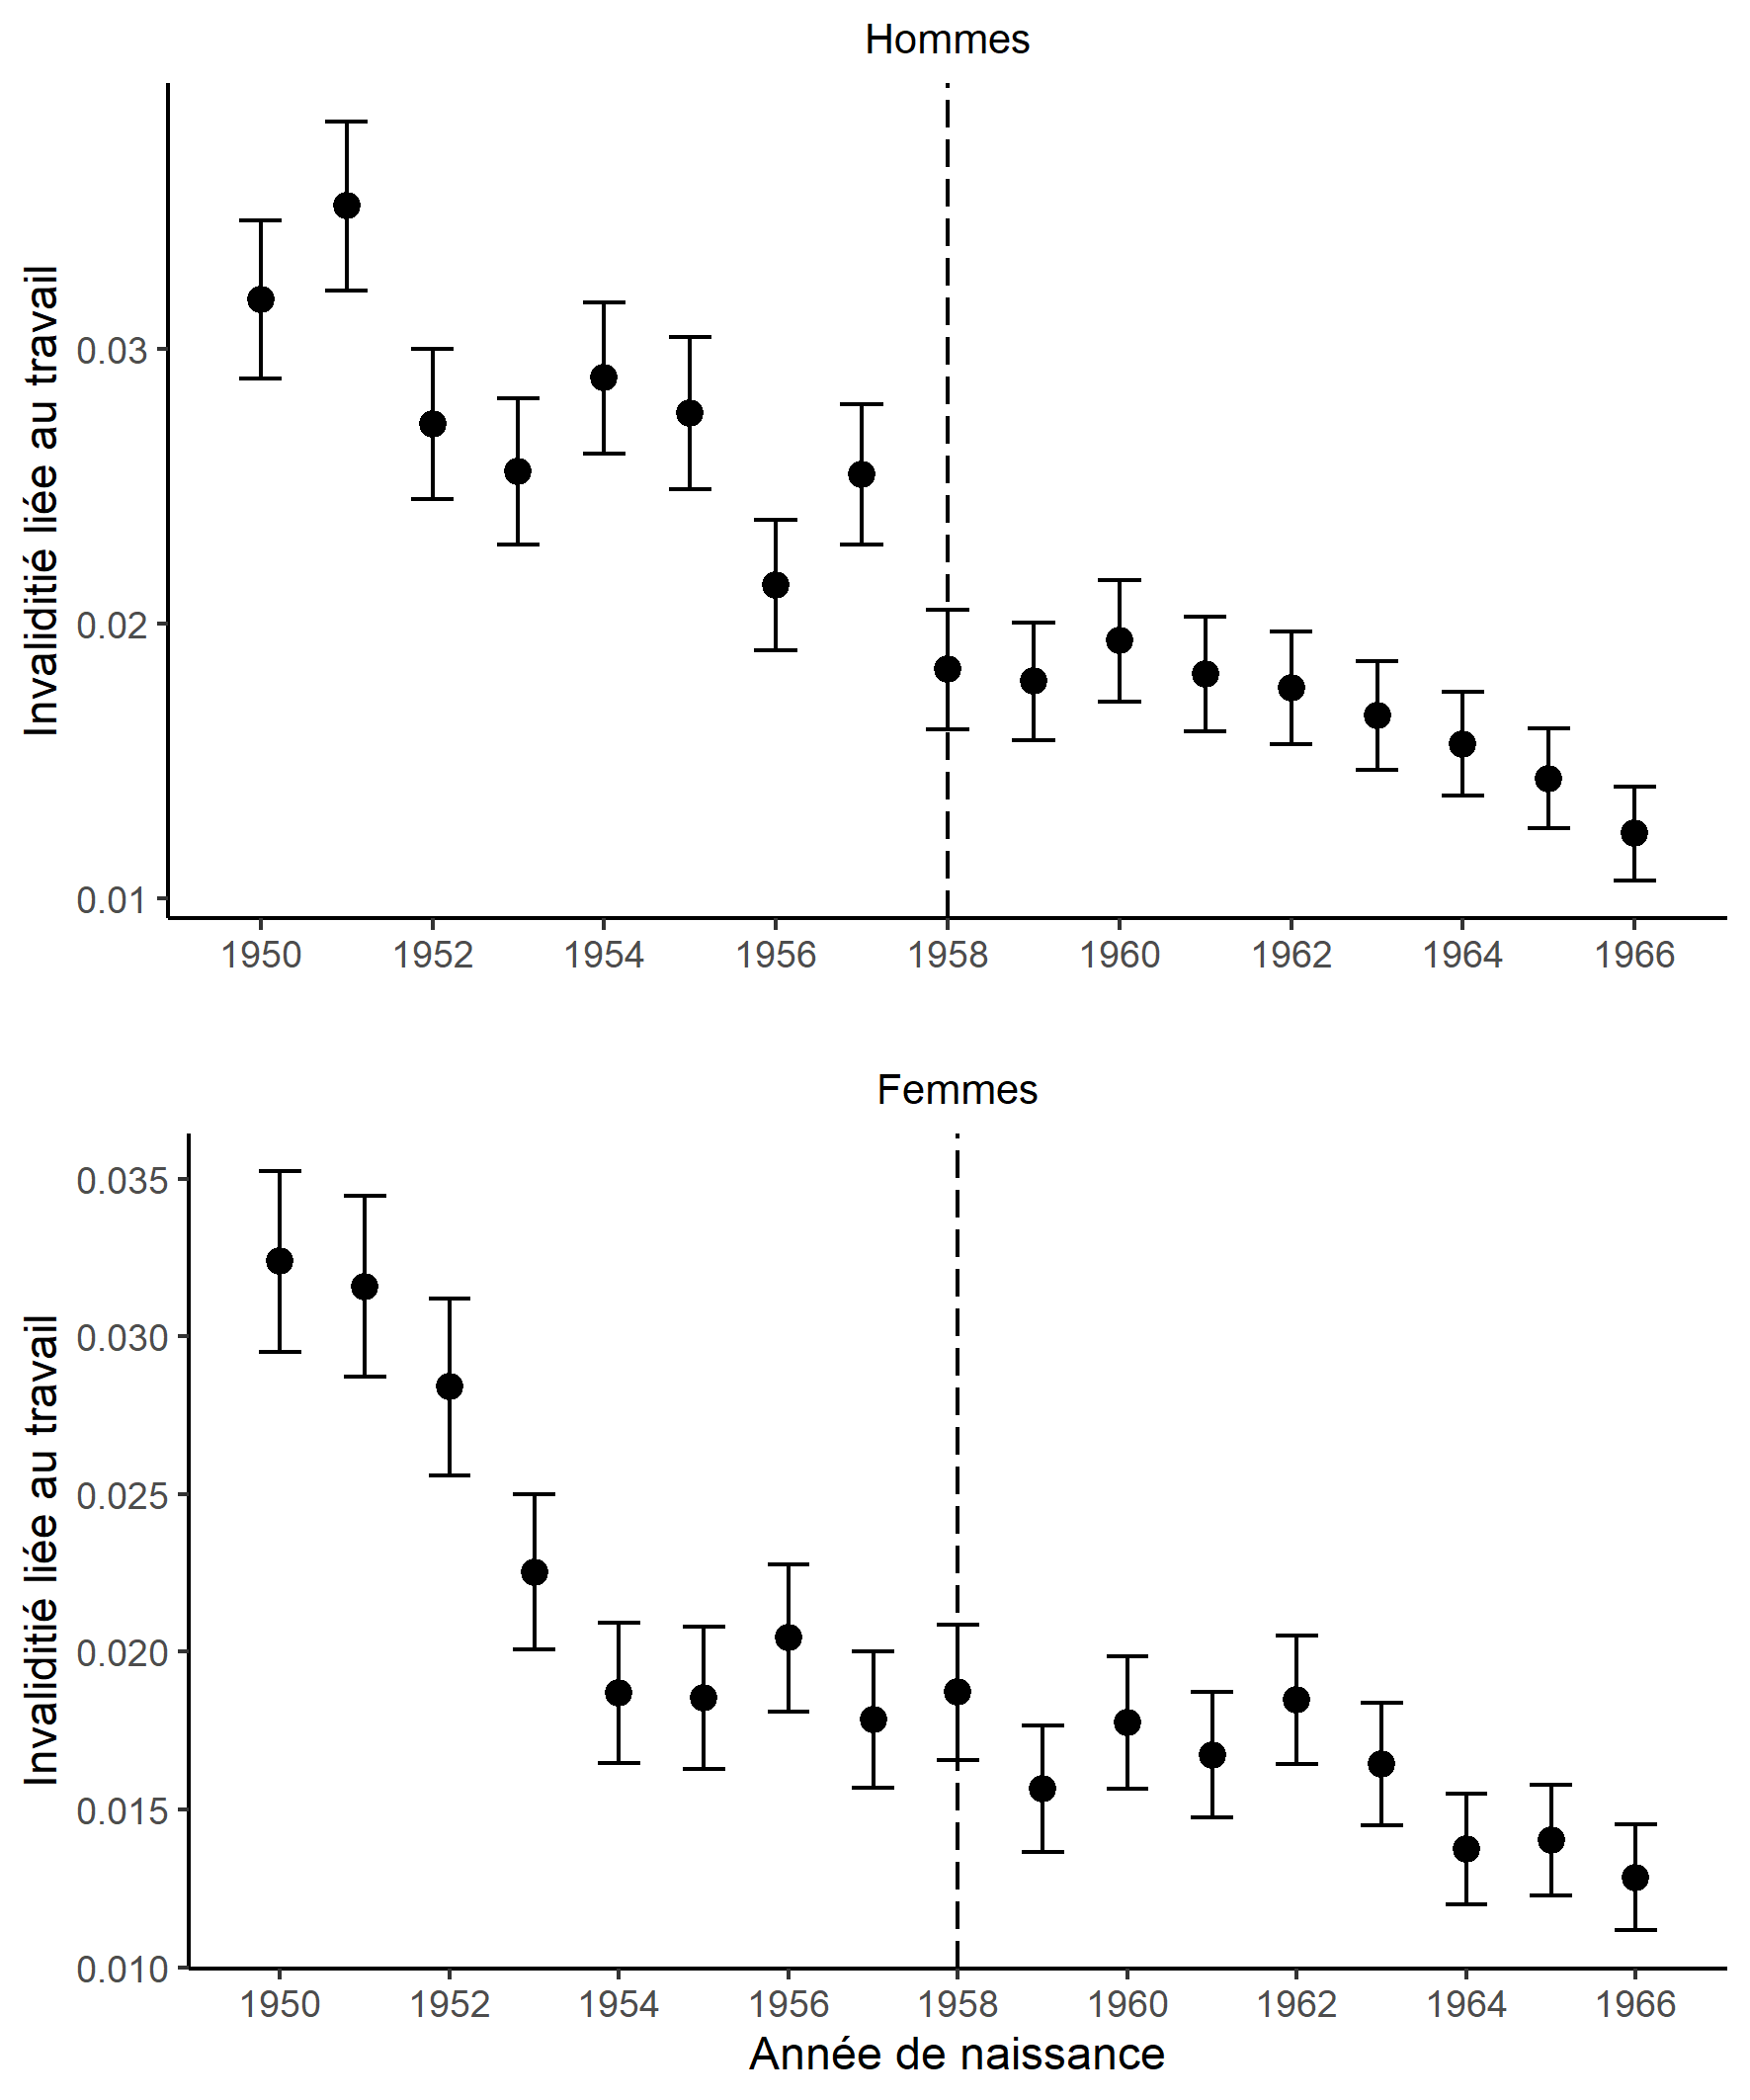 Hommes
Invaliditié liée au travail
0.03
0.02
0.01
1950 1952 1954 1956 1958 1960 1962 1964 1966
Femmes
Invaliditié liée au travail
0.035
0.030
0.025
0.020
0.015
0.010
1950 1952 1954 1956 1958 1960 1962 1964 1966
Année de naissance